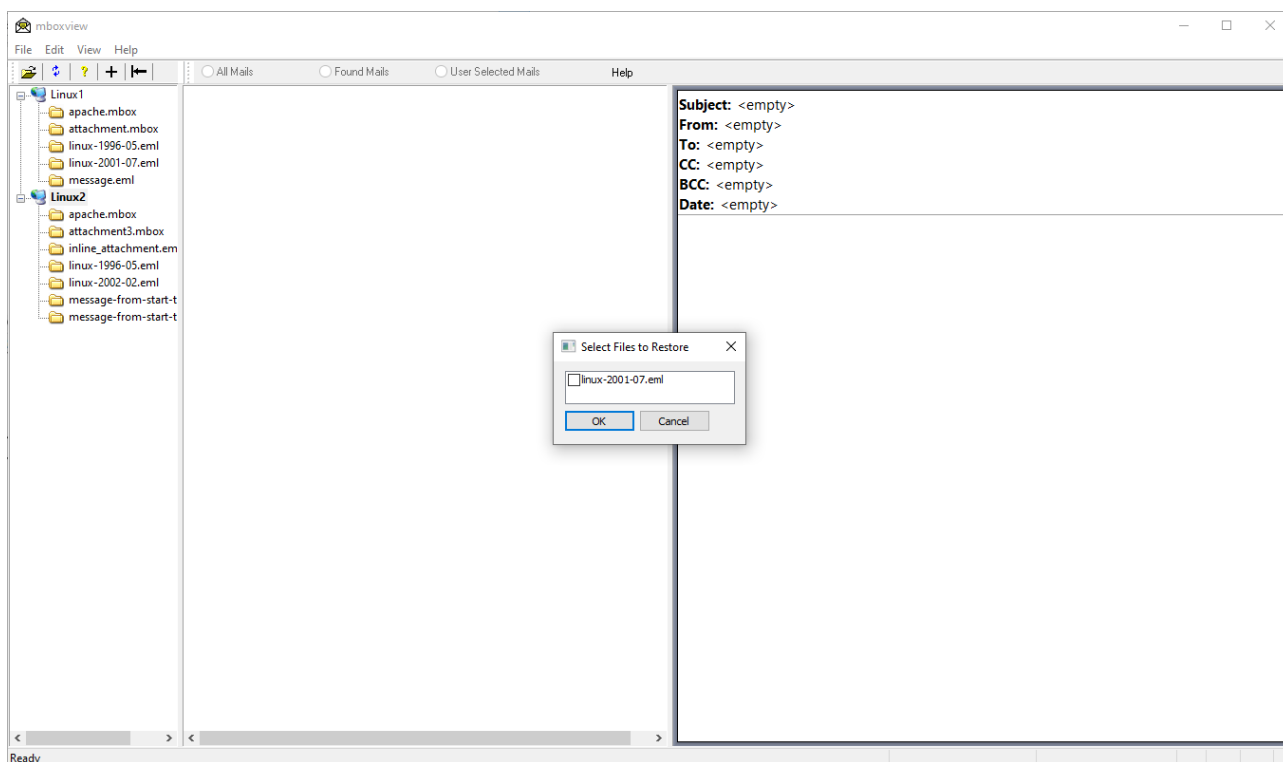 mboxview
File Edit View Help
All Mails Found Mails User Selected Mails Help
Linux1
apache.mbox
attachment.mbox
linux-1996-05.eml
linux-2001-07.eml
message.eml
Linux2
apache.mbox
attachment3.mbox
inline_attachment.em
linux-1996-05.eml
linux-2002-02.eml
message-from-start-t
message-from-start-t
Subject: <empty>
From: <empty>
To: <empty>
CC: <empty>
BCC: <empty>
Date: <empty>
Select Files to Restore
linux-2001-07.eml
OK Cancel
Ready